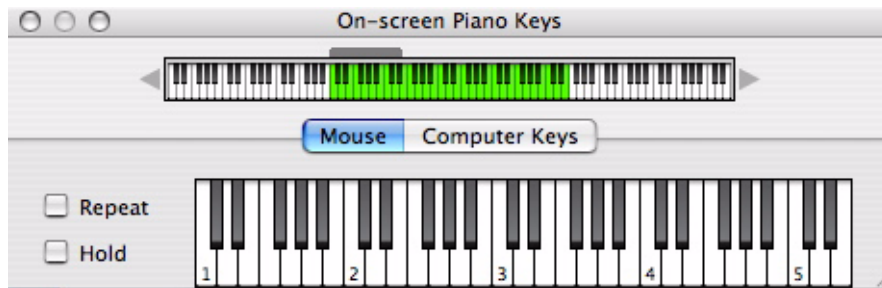 On-screen Piano Keys
Mouse Computer Keys
Repeat
Hold
1 2 3 4 5